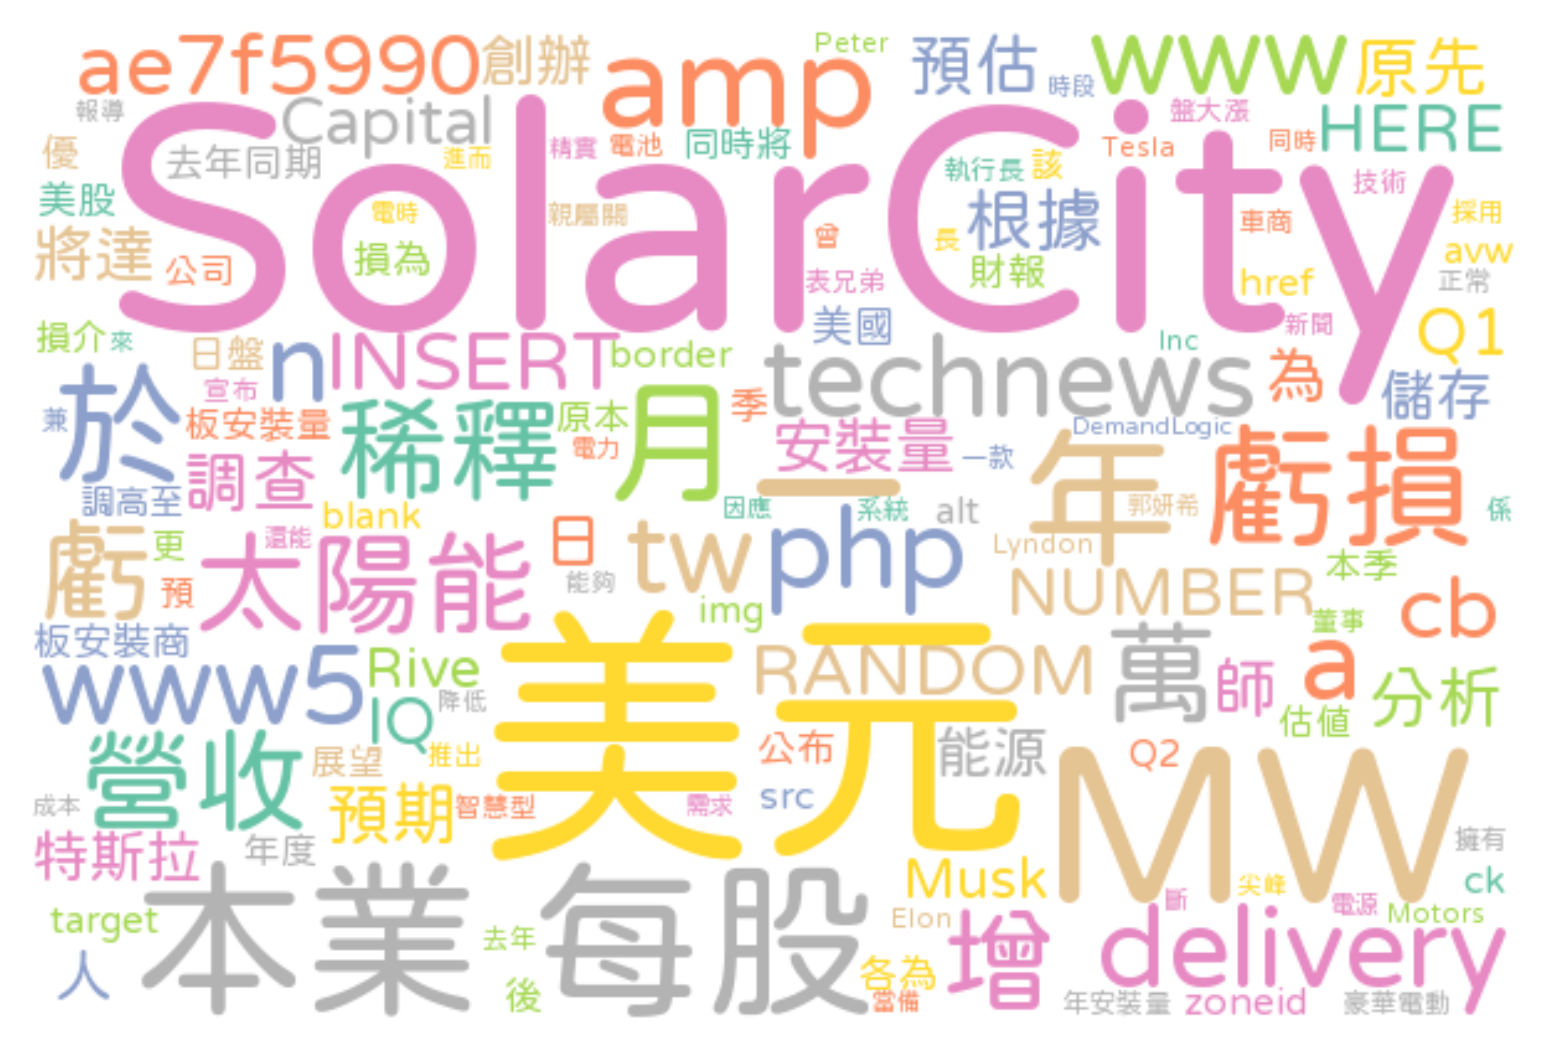 Peter
ae7f5990 創辦 amp 預估 時段 www 原先
報導 Capital 盤大漲 HERE
優 去年同期 進而 精實 電池 同時將 Tesla 同時
SolarCity
美股 電時 親屬關 執行長 該 根據 技術 採用
將達 公司 損為 曾 長 財報 車商 avw
表兄弟 href 正常
損介 來 日盤 n INSERT border 美國 Inc 新聞 Q1
宣布 technews 為 儲存
兼 於 板安裝量 稀釋 原本 月 季 DemandLogic
調查 電力 安裝量 一款 年 虧損
調高至 blank 因應 系統 alt 郭妍希 係
一
虧 更 太陽能 還能 日 tw php Lyndon 本季
預 能夠 img NUMBER 董事 cb
板安裝商 Rive 美元 RANDOM 萬 師 a 分析
www5 IQ 降低 估值
營收 展望 推出 公布 能源 Q2 MW
成本 預期 智慧型 需求 src 擁有
特斯拉 年度 Musk 尖峰 ck
target 本業 去年 每股 Elon 增 斷 電源 Motors
人 後 各為 delivery
當備 年安裝量 zoneid 豪華電動